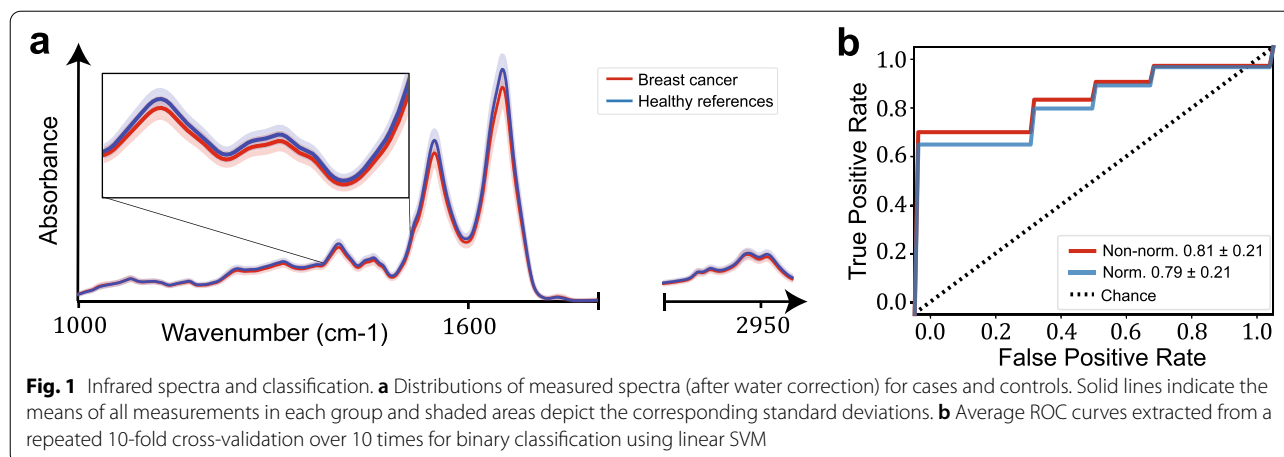 a
Absorbance
Breast cancer
Healthy references
1000
Wavenumber (cm-1)
1600
2950
b
True Positive Rate
1.0
0.8
0.6
0.4
0.2
0.0
Non-norm. 0.81 ± 0.21
Norm. 0.79 ± 0.21
Chance
0.0 0.2 0.4 0.6 0.8 1.0
False Positive Rate
Fig. 1 Infrared spectra and classification. a Distributions of measured spectra (after water correction) for cases and controls. Solid lines indicate the
means of all measurements in each group and shaded areas depict the corresponding standard deviations. b Average ROC curves extracted from a
repeated 10-fold cross-validation over 10 times for binary classification using linear SVM